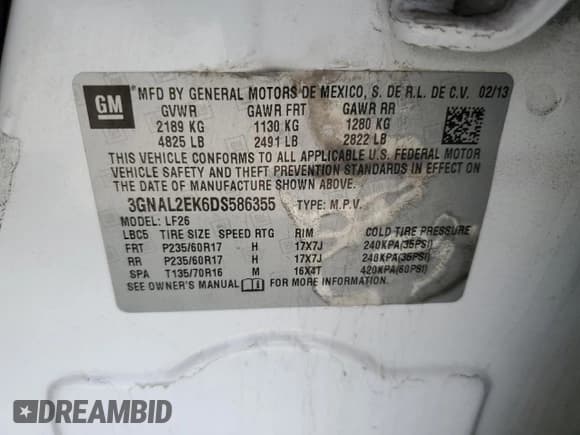 GM
MFD BY GENERAL MOTORS DE MEXICO, S. DE R.L. DE C.V. 02/13
GVWR GAWR FRT GAWR RR
2189 KG 1130 KG 1280 KG
4825 LB 2491 LB 2822 LB
THIS VEHICLE CONFORMS TO ALL APPLICABLE U.S. FEDERAL MOTOR
VEHICLE SAFETY AND THEFT PREVENTION STANDARDS IN EFFECT ON
THE DATE OF MANUFACTURE SHOWN ABOVE.
3GNAL2EK6DS586355 TYPE: M.P.V.
MODEL: LF26
LBC5 TIRE SIZE SPEED RTG RIM COLD TIRE PRESSURE
FRT P235/60R17 H 17X7J 240KPA(35PSI)
RR P235/60R17 H 17X7J 240KPA(35PSI)
SPA T135/70R16 M 16X4T 420KPA(60PSI)
SEE OWNER'S MANUAL FOR MORE INFORMATION.
DREAMBID